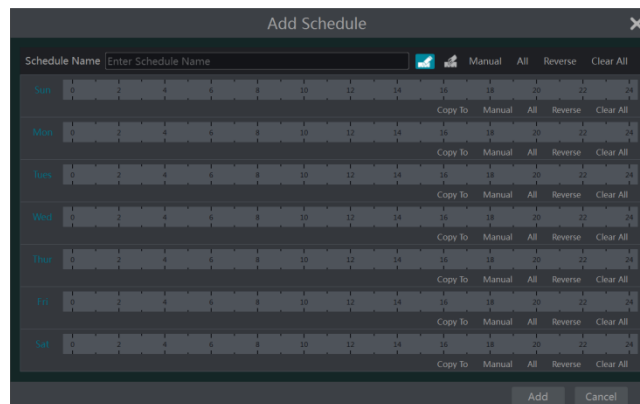 Add Schedule
Schedule Name Enter Schedule Name Manual All Reverse Clear All
Sun 0 2 4 6 8 10 12 14 16 18 20 22 24
Copy To Manual All Reverse Clear All
Mon 0 2 4 6 8 10 12 14 16 18 20 22 24
Copy To Manual All Reverse Clear All
Tues 0 2 4 6 8 10 12 14 16 18 20 22 24
Copy To Manual All Reverse Clear All
Wed 0 2 4 6 8 10 12 14 16 18 20 22 24
Copy To Manual All Reverse Clear All
Thur 0 2 4 6 8 10 12 14 16 18 20 22 24
Copy To Manual All Reverse Clear All
Fri 0 2 4 6 8 10 12 14 16 18 20 22 24
Copy To Manual All Reverse Clear All
Sat 0 2 4 6 8 10 12 14 16 18 20 22 24
Copy To Manual All Reverse Clear All
Add Cancel